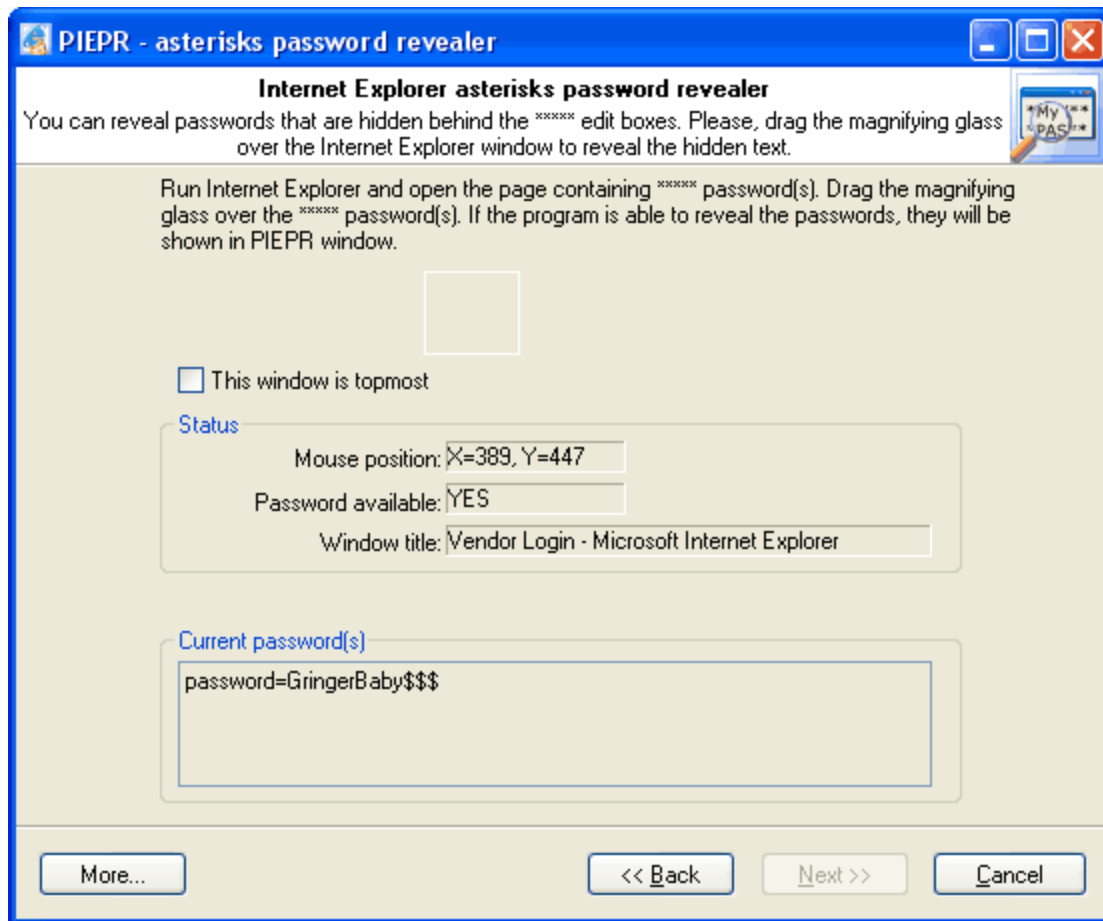 PIEPR - asterisks password revealer
Internet Explorer asterisks password revealer
You can reveal passwords that are hidden behind the ***** edit boxes. Please, drag the magnifying glass
over the Internet Explorer window to reveal the hidden text.
*My **
*PAS**
Run Internet Explorer and open the page containing ***** password(s). Drag the magnifying
glass over the ***** password(s). If the program is able to reveal the passwords, they will be
shown in PIEPR window.
This window is topmost
Status
Mouse position: X=389, Y=447
Password available: YES
Window title: Vendor Login - Microsoft Internet Explorer
Current password(s)
password=GringerBaby$$$
More... << Back Next >> Cancel